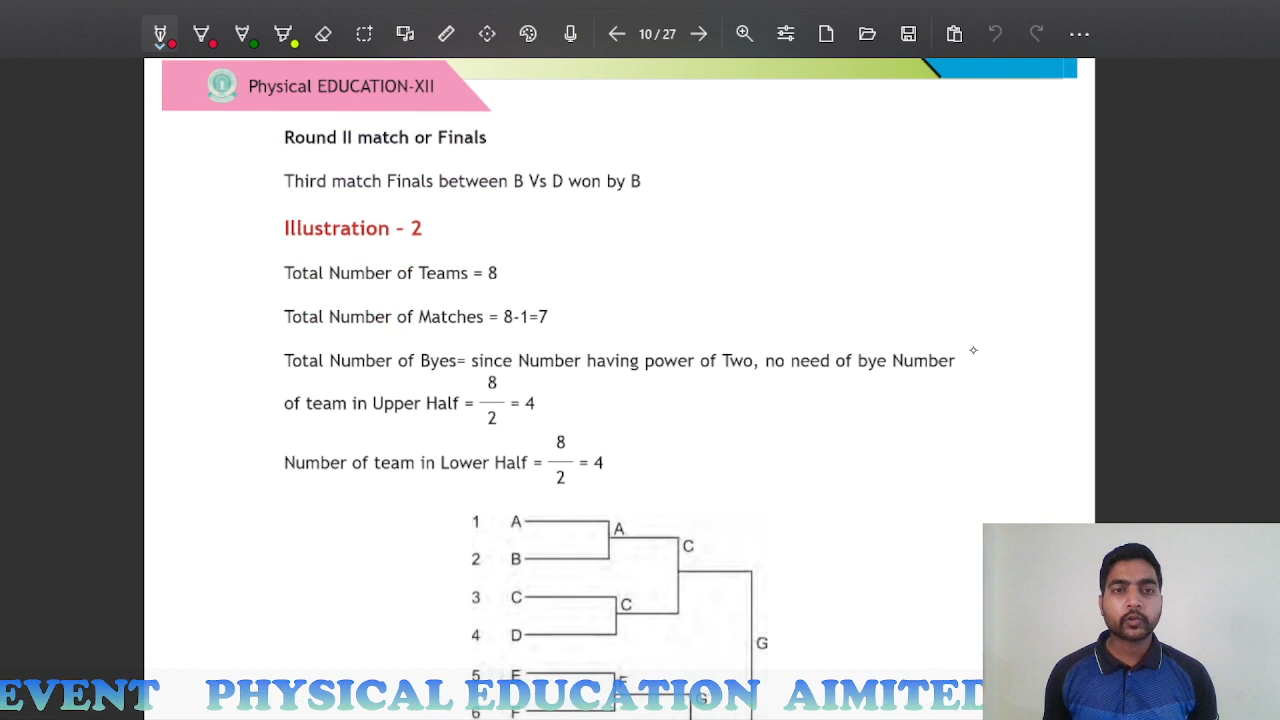 10/27
Physical EDUCATION-XII
Round II match or Finals
Third match Finals between B Vs D won by B
Illustration - 2
Total Number of Teams = 8
Total Number of Matches = 8-1=7
Total Number of Byes= since Number having power of Two, no need of bye Number
of team in Upper Half = 8/2 = 4
Number of team in Lower Half = 8/2 = 4
1 A
A
C
2 B
3 C
C
4 D
G
5 E
E
G
6 F
EVENT PHYSICAL EDUCATION AIMITED